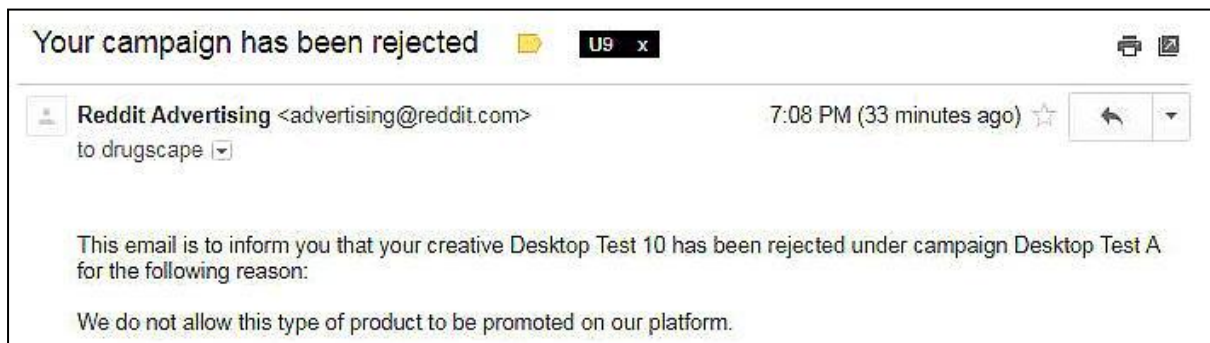 Your campaign has been rejected U9 x
Reddit Advertising <advertising@reddit.com> 7:08 PM (33 minutes ago)
to drugscape
This email is to inform you that your creative Desktop Test 10 has been rejected under campaign Desktop Test A
for the following reason:
We do not allow this type of product to be promoted on our platform.